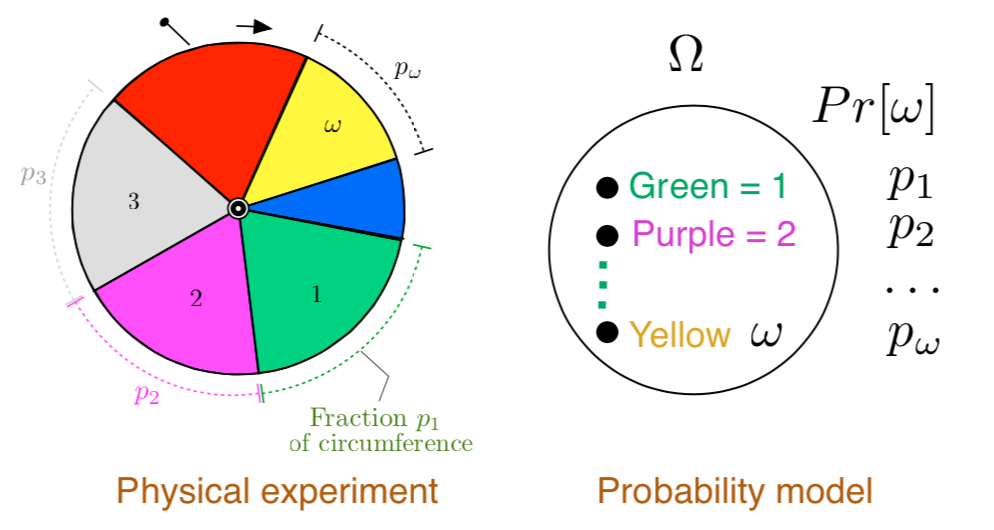 p_ω
ω
p_3
3
2
1
p_2
Fraction p_1
of circumference
Physical experiment
Ω
Pr[ω]
Green = 1
p_1
Purple = 2
p_2
...
Yellow ω
p_ω
Probability model